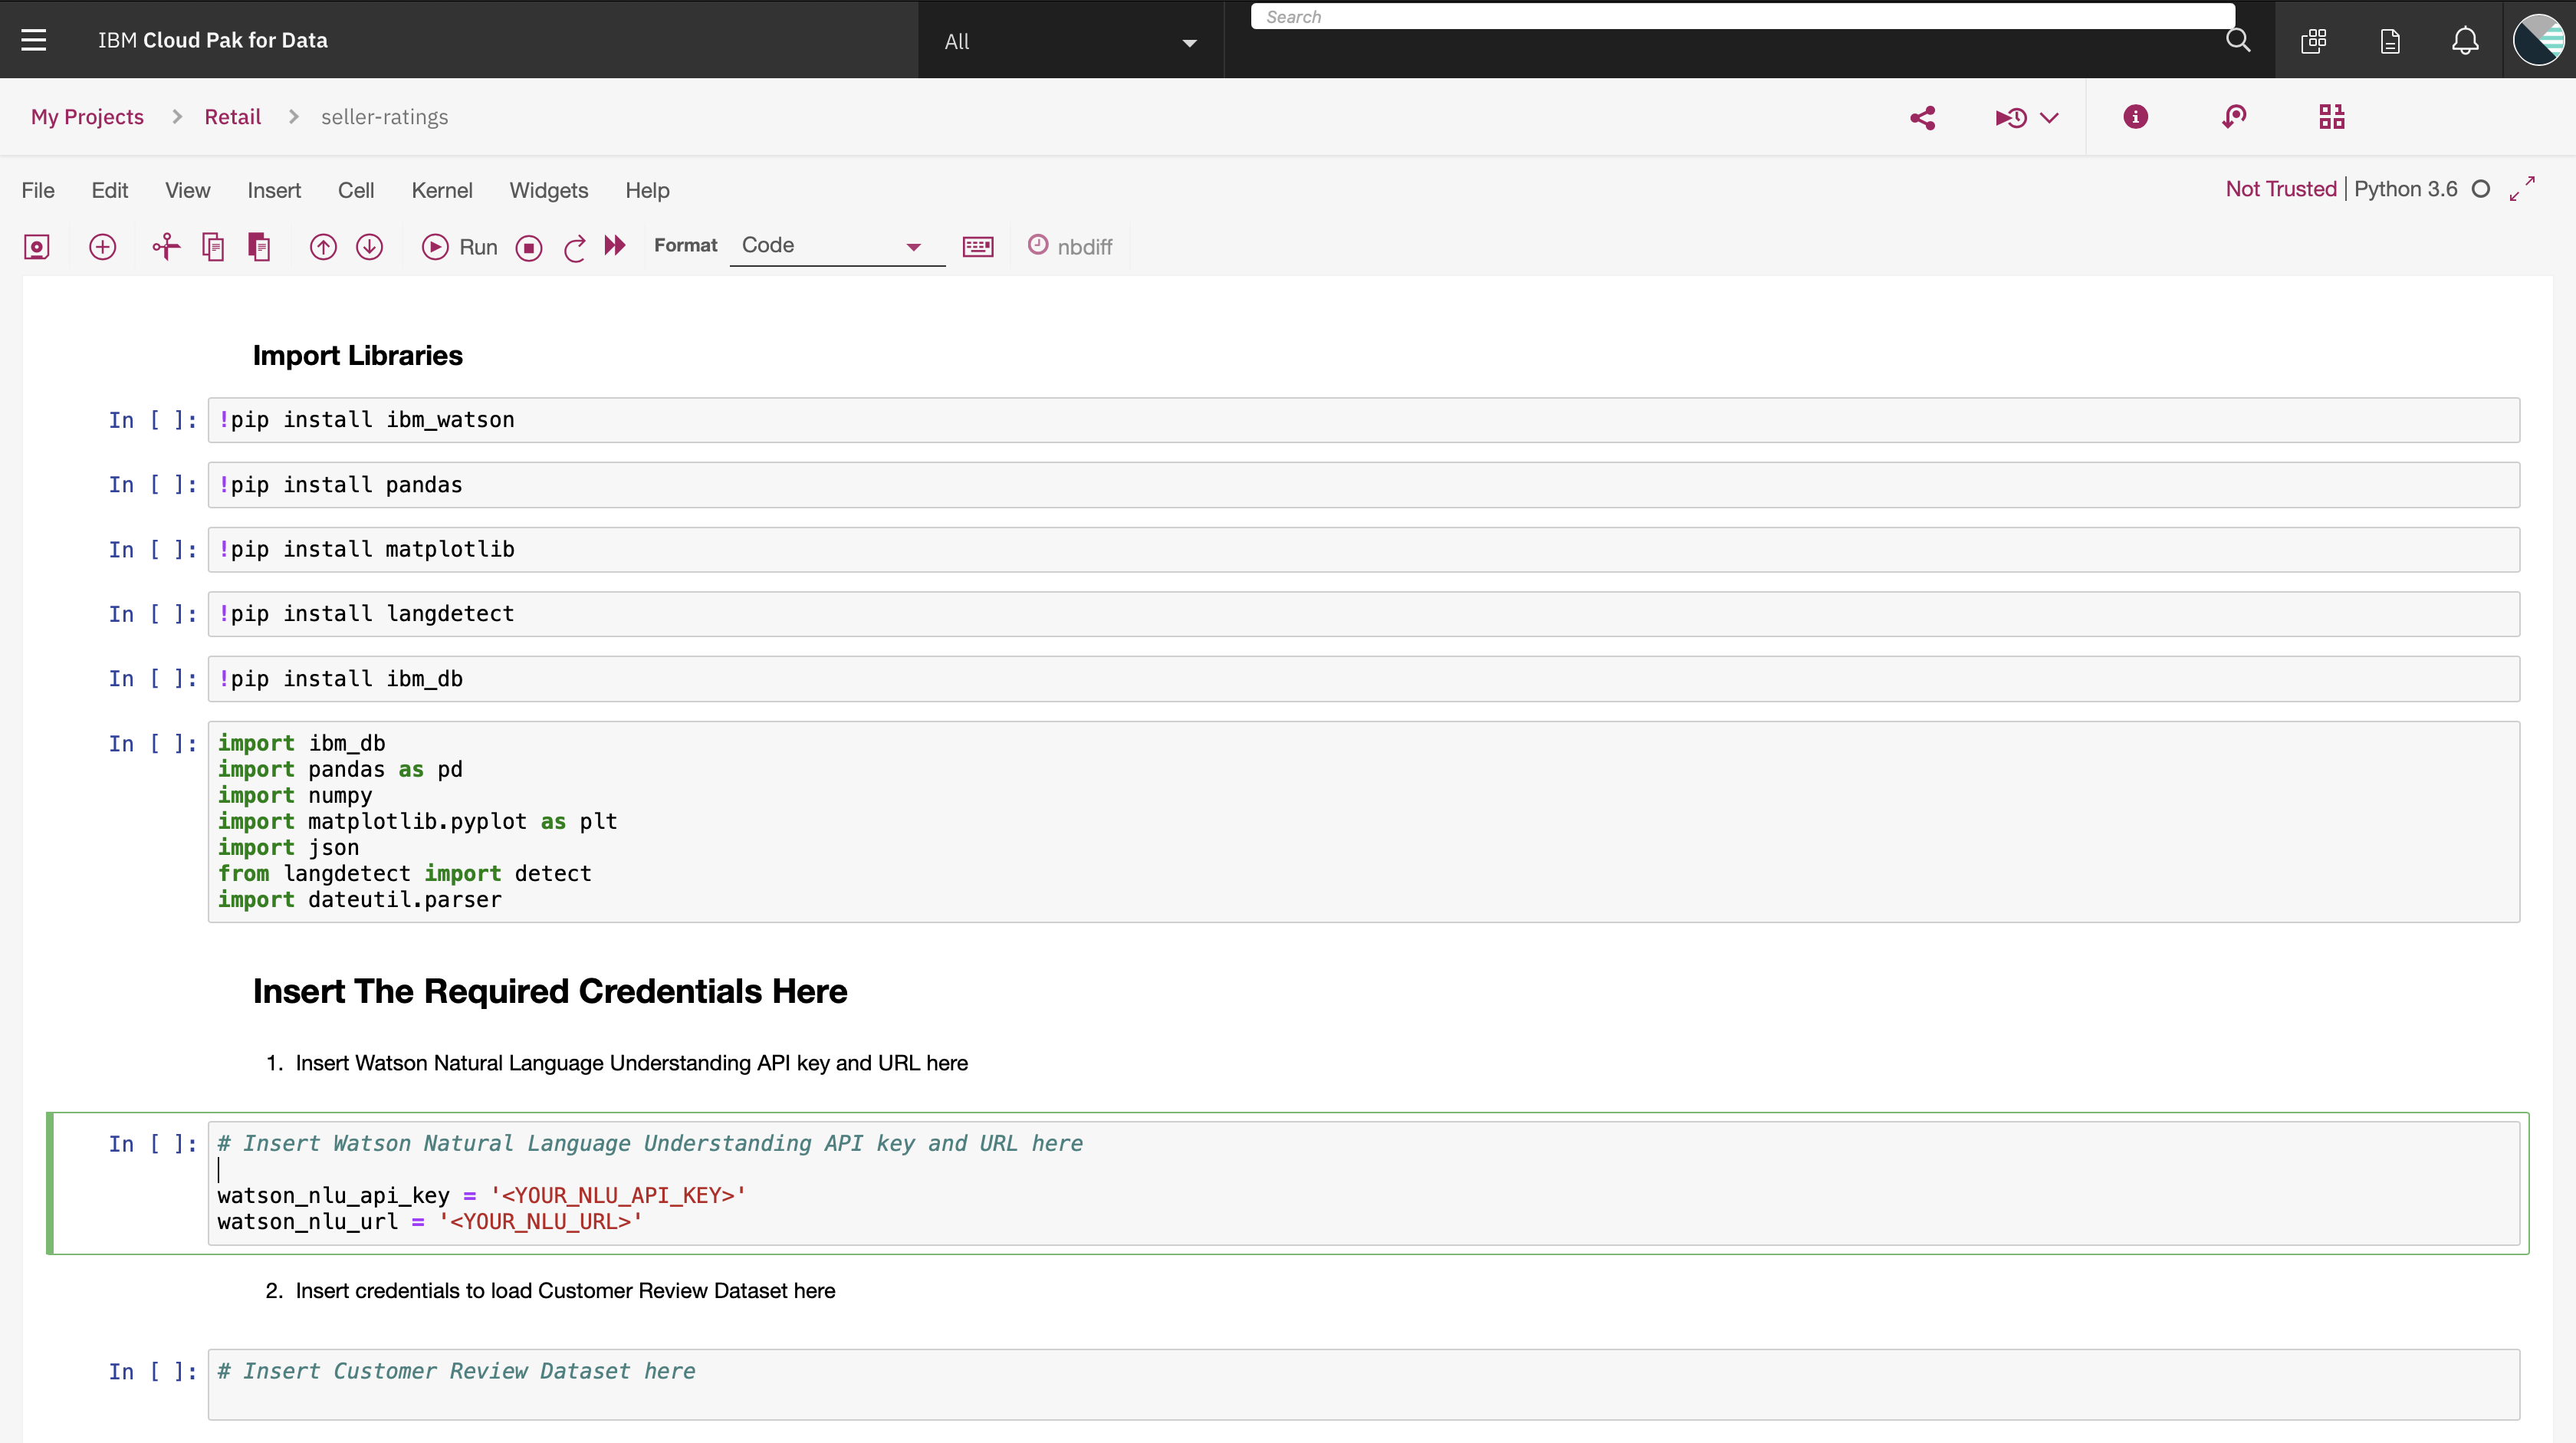 IBM Cloud Pak for Data
All
Search
My Projects > Retail > seller-ratings
File Edit View Insert Cell Kernel Widgets Help
Not Trusted | Python 3.6
Run Format Code nbdiff
Import Libraries
In [ ]: !pip install ibm_watson
In [ ]: !pip install pandas
In [ ]: !pip install matplotlib
In [ ]: !pip install langdetect
In [ ]: !pip install ibm_db
In [ ]: import ibm_db
import pandas as pd
import numpy
import matplotlib.pyplot as plt
import json
from langdetect import detect
import dateutil.parser
Insert The Required Credentials Here
1. Insert Watson Natural Language Understanding API key and URL here
In [ ]: # Insert Watson Natural Language Understanding API key and URL here
watson_nlu_api_key = '<YOUR_NLU_API_KEY>'
watson_nlu_url = '<YOUR_NLU_URL>'
2. Insert credentials to load Customer Review Dataset here
In [ ]: # Insert Customer Review Dataset here